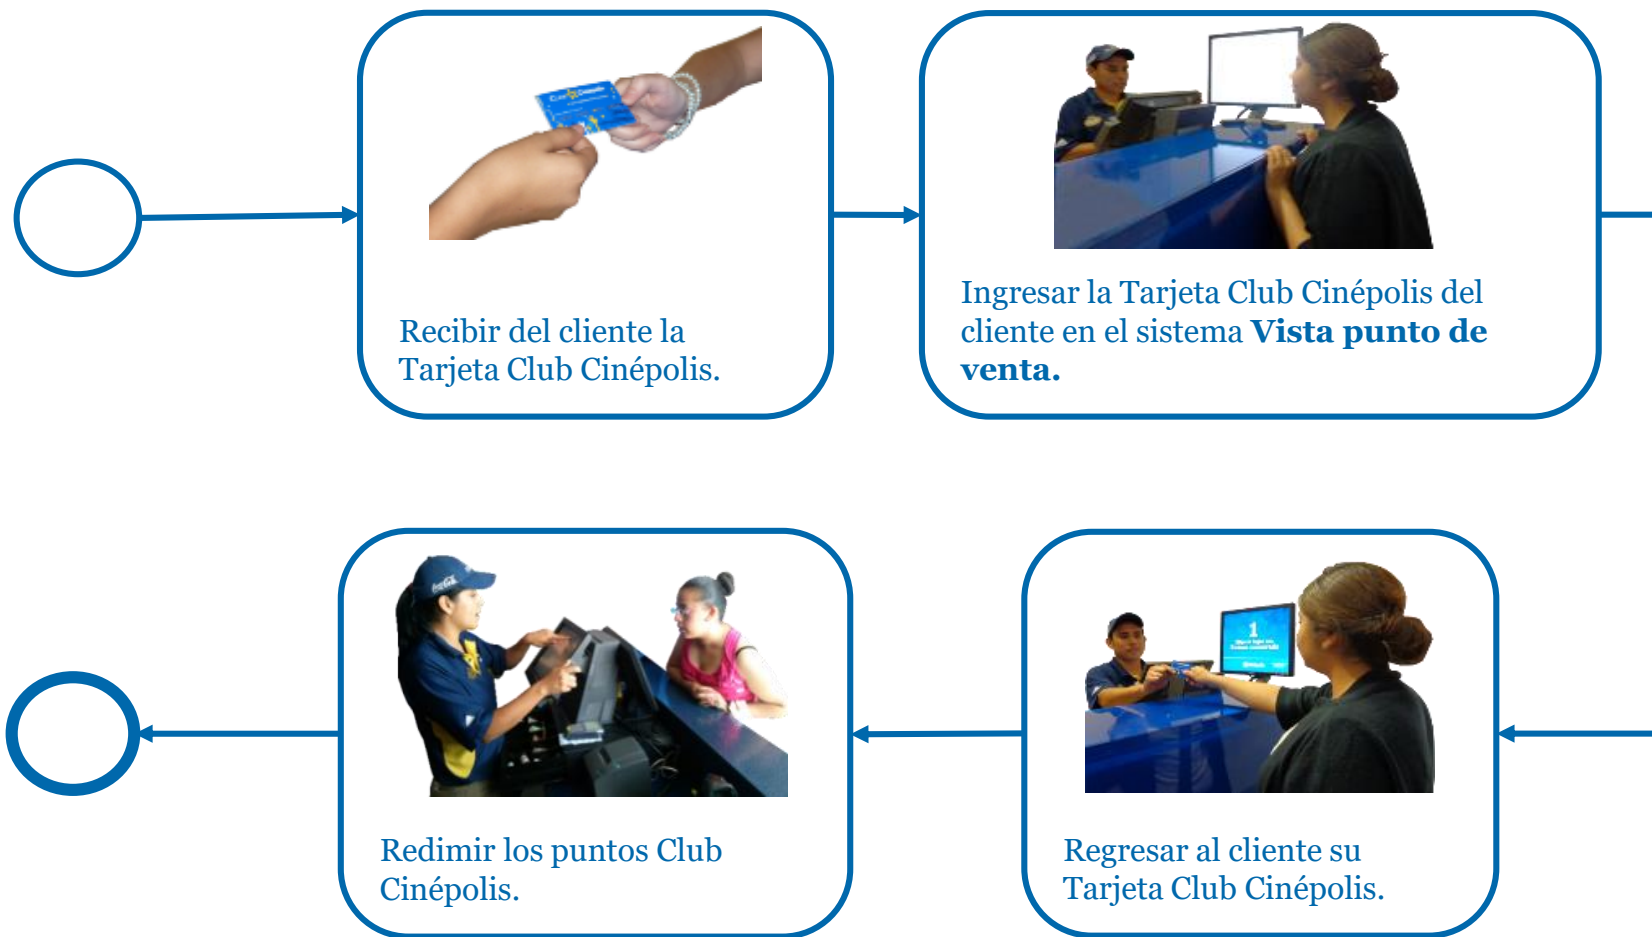 Recibir del cliente la
Tarjeta Club Cinépolis.
Ingresar la Tarjeta Club Cinépolis del
cliente en el sistema Vista punto de
venta.
Redimir los puntos Club
Cinépolis.
1
Regresar al cliente su
Tarjeta Club Cinépolis.